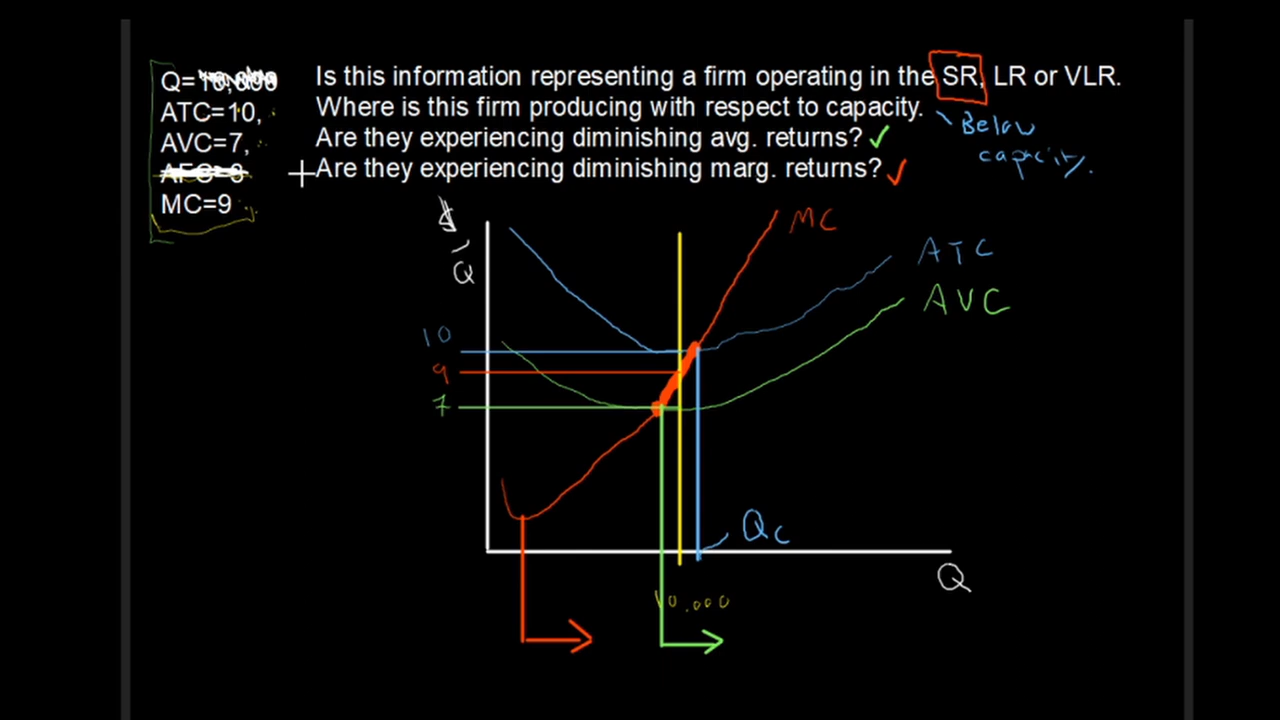 Q=10,000
ATC=10,
AVC=7,
AFC=3
MC=9
Is this information representing a firm operating in the SR, LR or VLR.
Where is this firm producing with respect to capacity.
Are they experiencing diminishing avg. returns? ✓
Are they experiencing diminishing marg. returns? ✓
Below
capacity.
$
Q
MC
ATC
AVC
10
9
7
Qc
Q
10.000